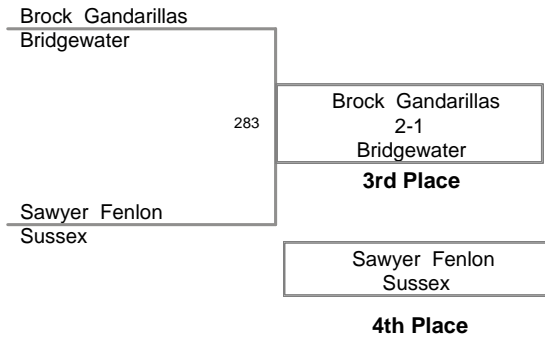 Brock Gandarillas
Bridgewater
283
Brock Gandarillas
2-1
Bridgewater
3rd Place
Sawyer Fenlon
Sussex
Sawyer Fenlon
Sussex
4th Place